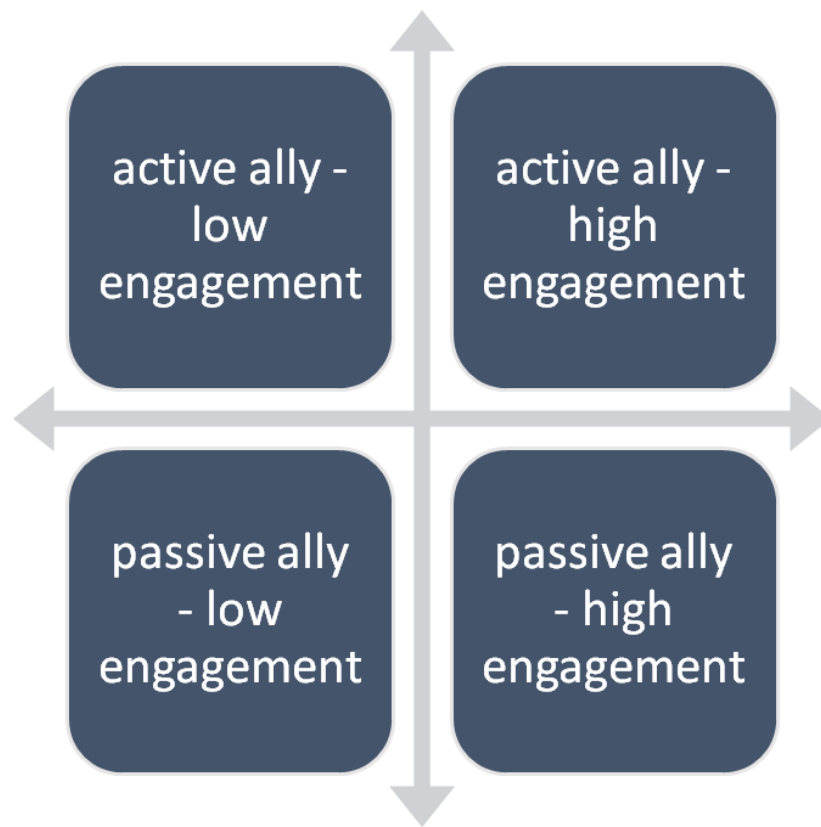 active ally -
low
engagement
active ally -
high
engagement
passive ally
- low
engagement
passive ally
- high
engagement